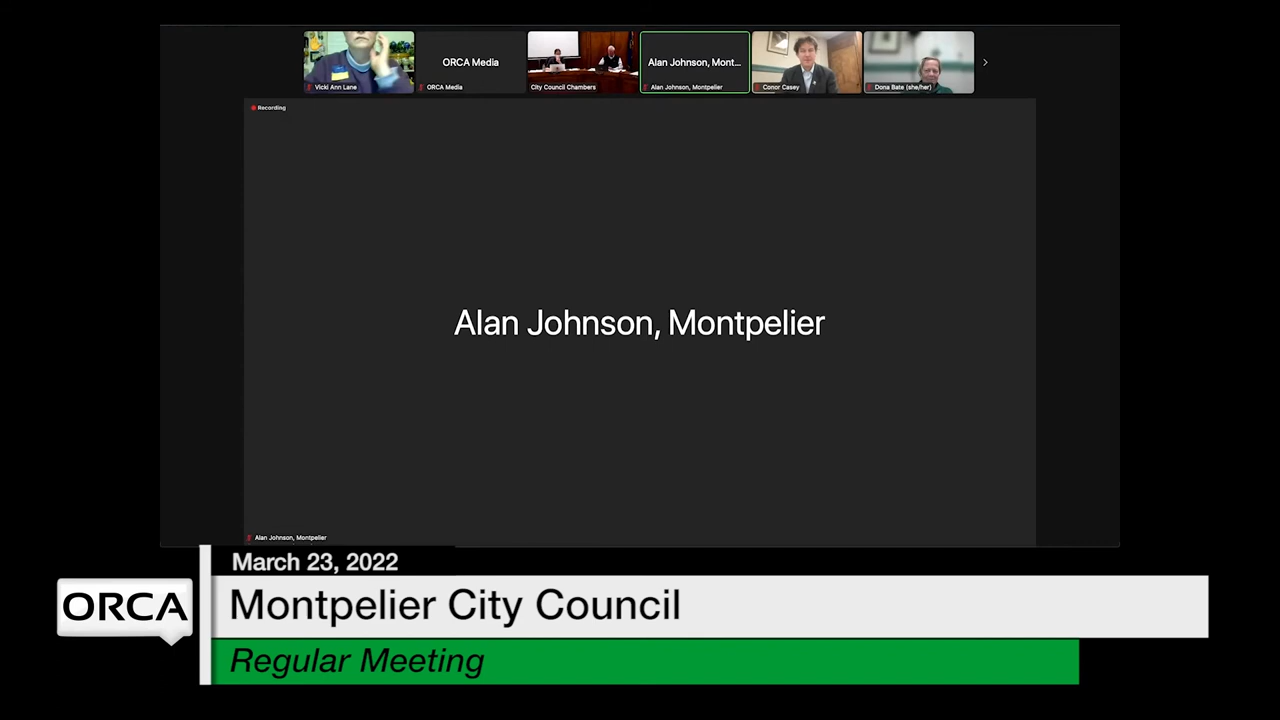 ORCA Media
Alan Johnson, Mont...
Vicki Ann Lane
ORCA Media
City Council Chambers
Alan Johnson, Montpelier
Conor Casey
Dona Bate (she/her)
Recording
Alan Johnson, Montpelier
Alan Johnson, Montpelier
March 23, 2022
ORCA
Montpelier City Council
Regular Meeting